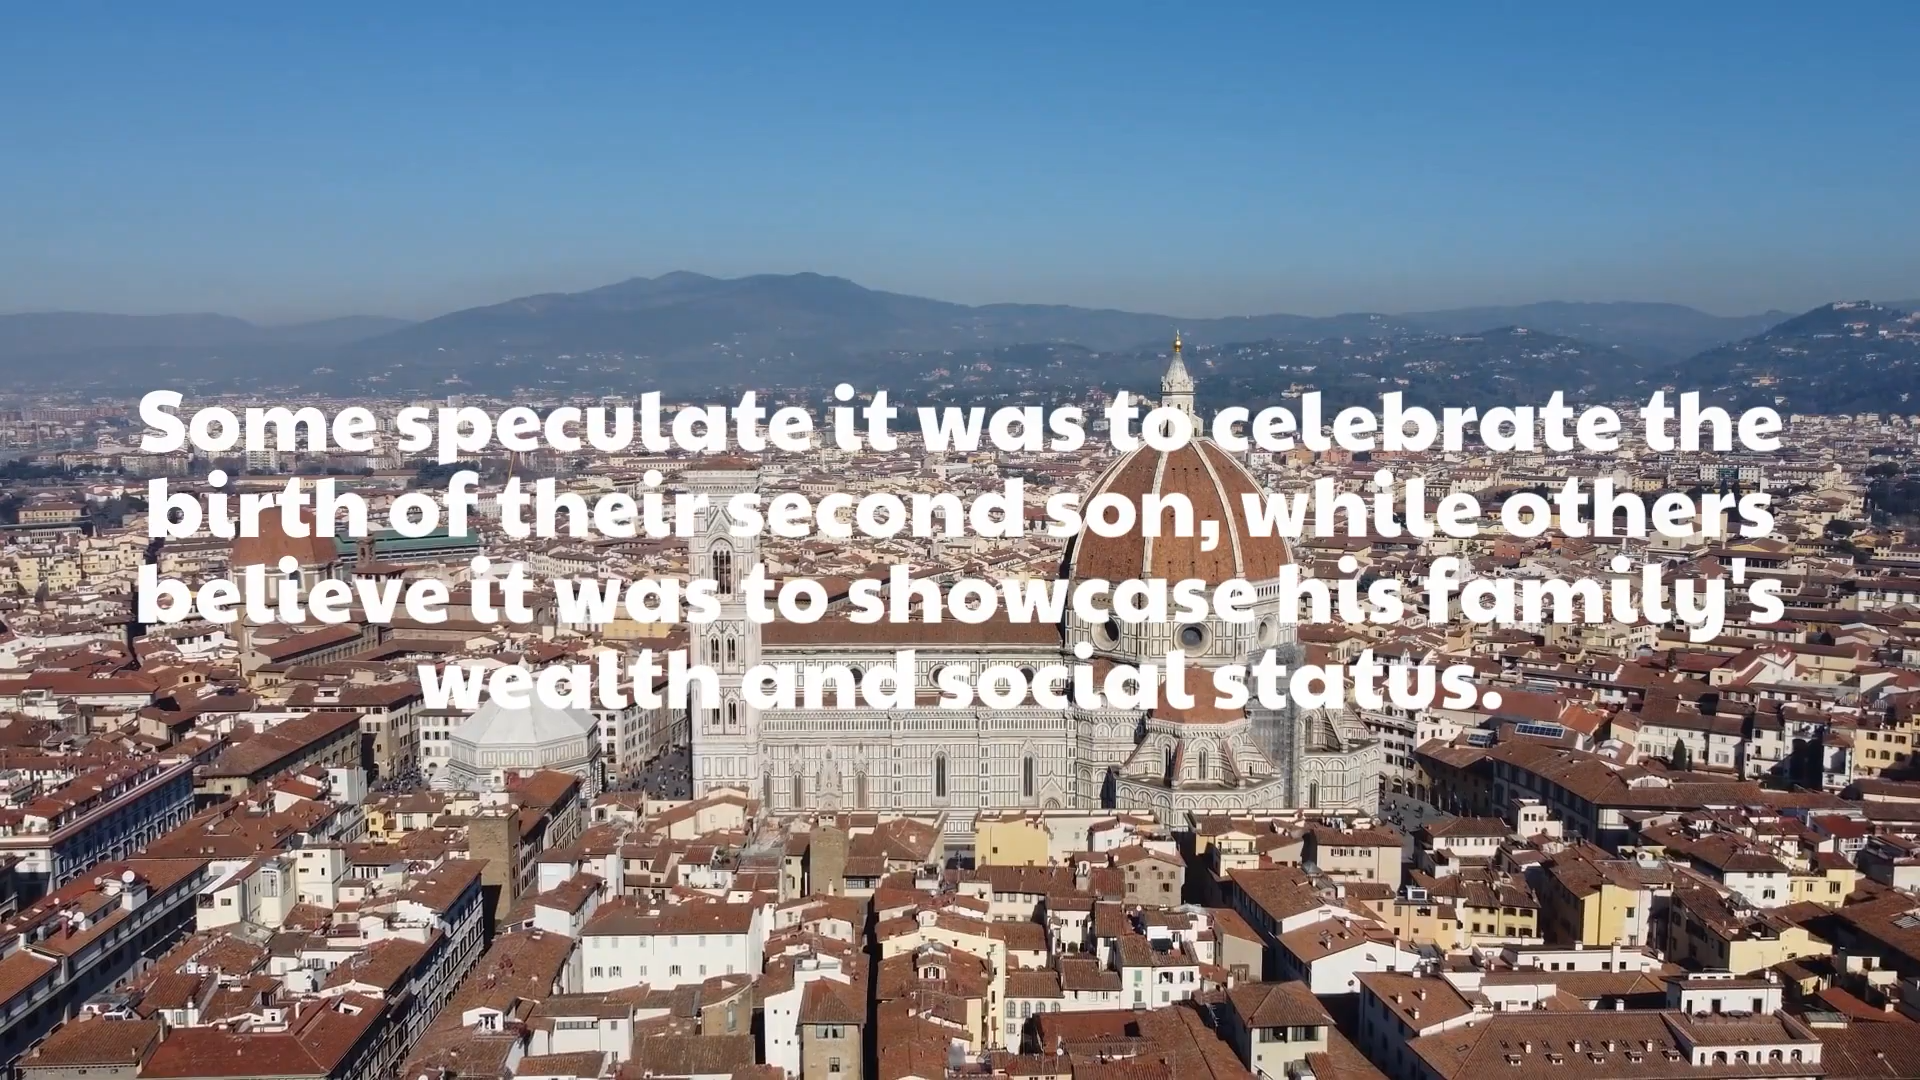 Some speculate it was to celebrate the
birth of their second son, while others
believe it was to showcase his family's
wealth and social status.